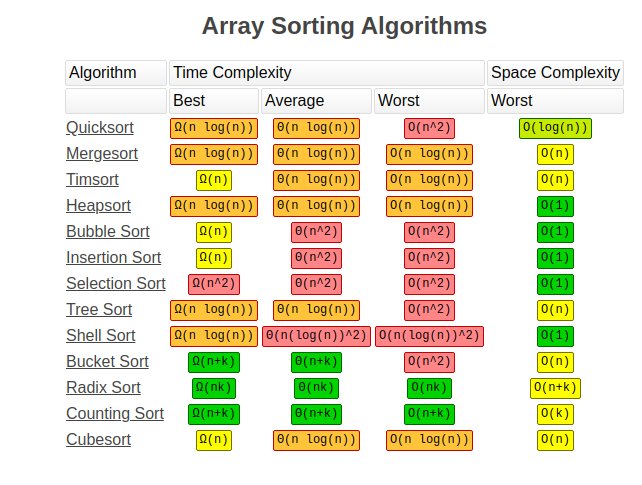 Array Sorting Algorithms
Algorithm Time Complexity Space Complexity
Best Average Worst Worst
Quicksort Ω(n log(n)) Θ(n log(n)) O(n^2) O(log(n))
Mergesort Ω(n log(n)) Θ(n log(n)) O(n log(n)) O(n)
Timsort Ω(n) Θ(n log(n)) O(n log(n)) O(n)
Heapsort Ω(n log(n)) Θ(n log(n)) O(n log(n)) O(1)
Bubble Sort Ω(n) Θ(n^2) O(n^2) O(1)
Insertion Sort Ω(n) Θ(n^2) O(n^2) O(1)
Selection Sort Ω(n^2) Θ(n^2) O(n^2) O(1)
Tree Sort Ω(n log(n)) Θ(n log(n)) O(n^2) O(n)
Shell Sort Ω(n log(n)) Θ(n(log(n))^2) O(n(log(n))^2) O(1)
Bucket Sort Ω(n+k) Θ(n+k) O(n^2) O(n)
Radix Sort Ω(nk) Θ(nk) O(nk) O(n+k)
Counting Sort Ω(n+k) Θ(n+k) O(n+k) O(k)
Cubesort Ω(n) Θ(n log(n)) O(n log(n)) O(n)